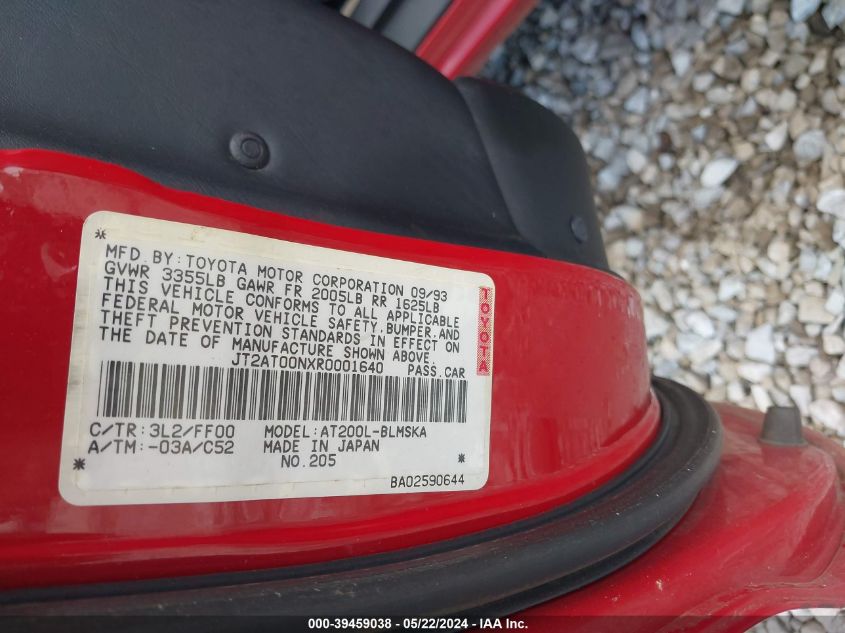 * MFD. BY: TOYOTA MOTOR CORPORATION 09/93
GVWR 3355LB GAWR FR 2005LB RR 1625LB
THIS VEHICLE CONFORMS TO ALL APPLICABLE
FEDERAL MOTOR VEHICLE SAFETY, BUMPER, AND
THEFT PREVENTION STANDARDS IN EFFECT ON
THE DATE OF MANUFACTURE SHOWN ABOVE.
JT2AT00NXR0001640 PASS. CAR
TOYOTA
C/TR: 3L2/FF00 MODEL: AT200L-BLMSKA
A/TM: -03A/C52 MADE IN JAPAN
* NO. 205 *
BA02590644
000-39459038 - 05/22/2024 - IAA Inc.